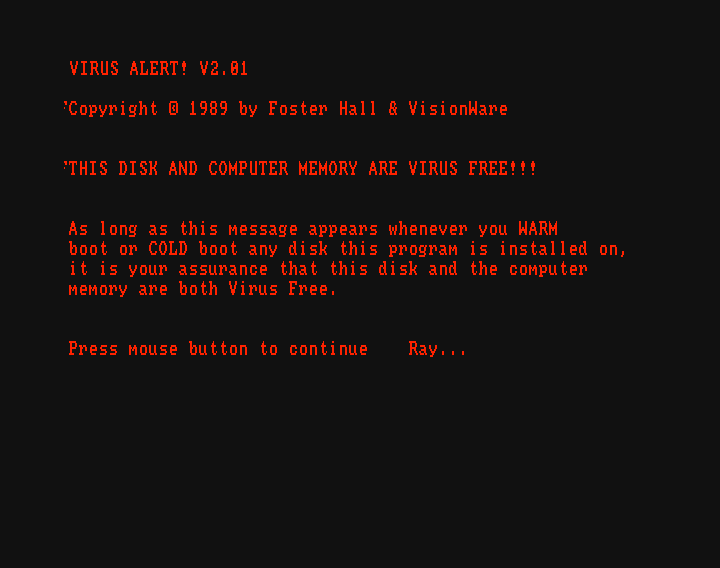 VIRUS ALERT! V2.01
`Copyright © 1989 by Foster Hall & VisionWare
`THIS DISK AND COMPUTER MEMORY ARE VIRUS FREE!!!
As long as this message appears whenever you WARM
boot or COLD boot any disk this program is installed on,
it is your assurance that this disk and the computer
memory are both Virus Free.
Press mouse button to continue    Ray...